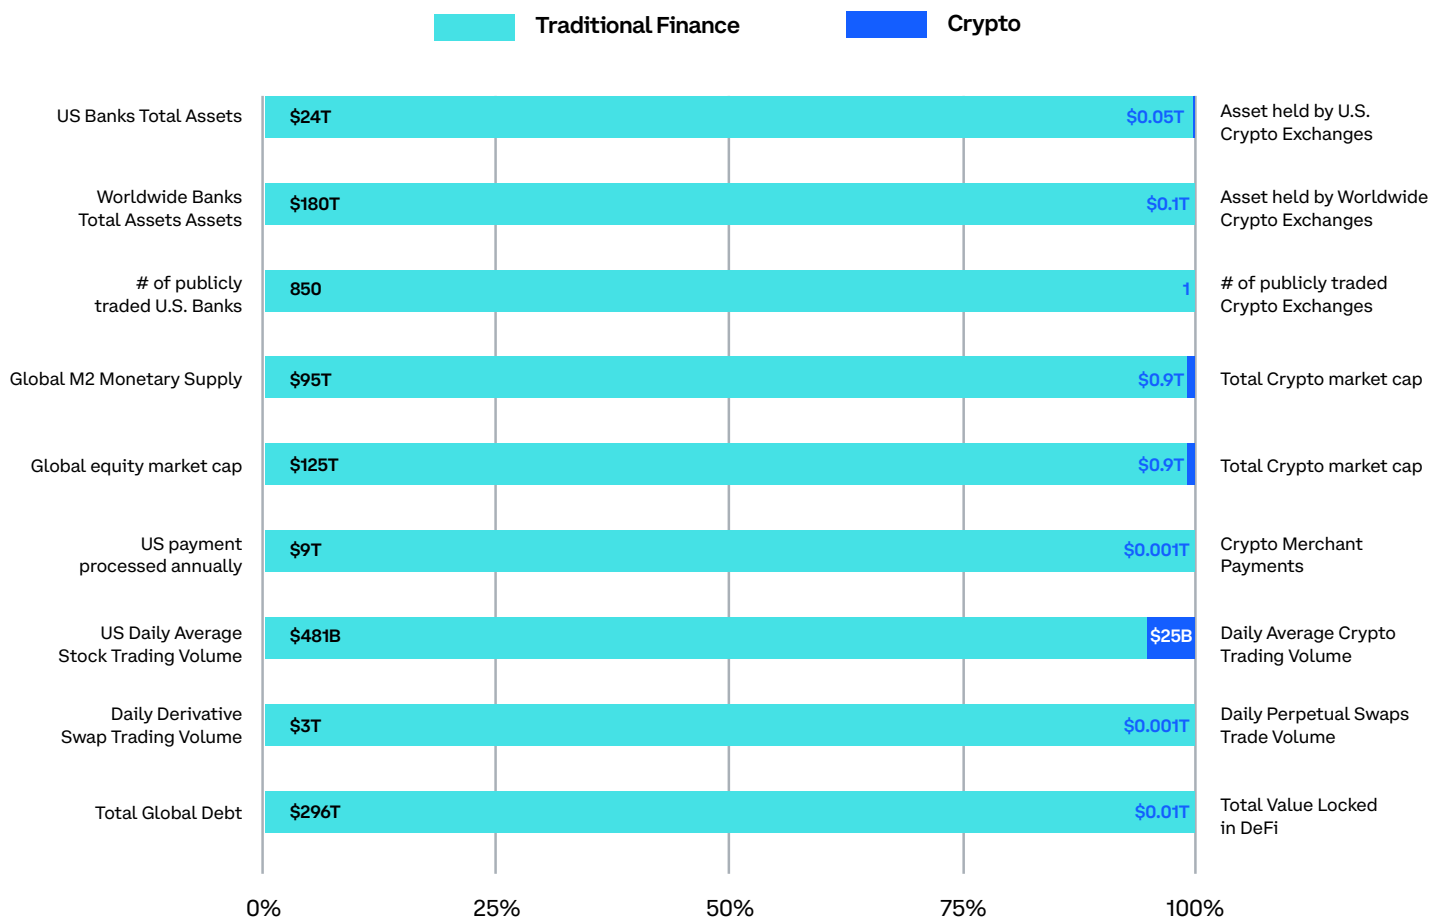 Traditional Finance
Crypto
US Banks Total Assets
$24T
$0.05T
Asset held by U.S.
Crypto Exchanges
Worldwide Banks
Total Assets Assets
$180T
$0.1T
Asset held by Worldwide
Crypto Exchanges
# of publicly
traded U.S. Banks
850
1
# of publicly traded
Crypto Exchanges
Global M2 Monetary Supply
$95T
$0.9T
Total Crypto market cap
Global equity market cap
$125T
$0.9T
Total Crypto market cap
US payment
processed annually
$9T
$0.001T
Crypto Merchant
Payments
US Daily Average
Stock Trading Volume
$481B
$25B
Daily Average Crypto
Trading Volume
Daily Derivative
Swap Trading Volume
$3T
$0.001T
Daily Perpetual Swaps
Trade Volume
Total Global Debt
$296T
$0.01T
Total Value Locked
in DeFi
0%
25%
50%
75%
100%